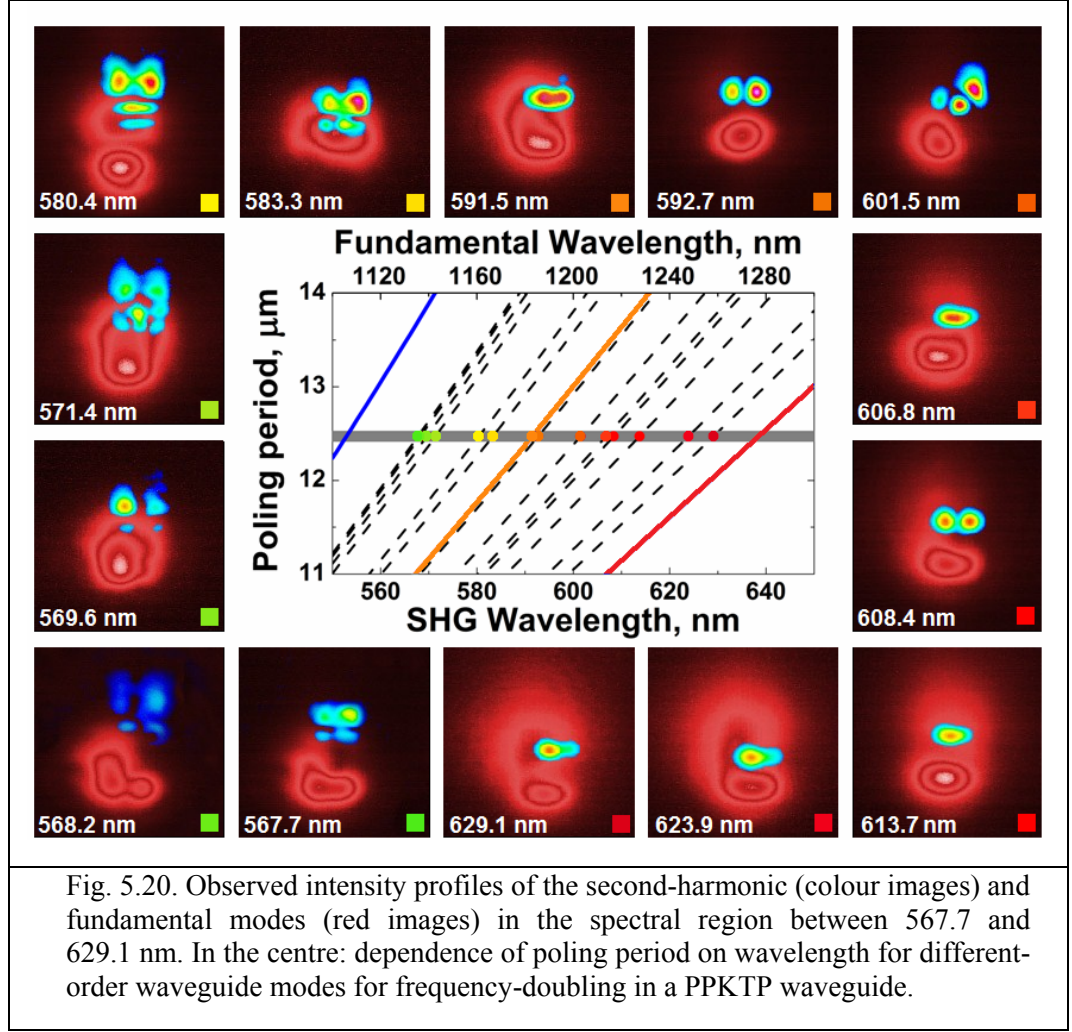 580.4 nm
583.3 nm
591.5 nm
592.7 nm
601.5 nm
571.4 nm
Fundamental Wavelength, nm
1120 1160 1200 1240 1280
14
13
12
11
Poling period, μm
560 580 600 620 640
SHG Wavelength, nm
606.8 nm
569.6 nm
608.4 nm
568.2 nm
567.7 nm
629.1 nm
623.9 nm
613.7 nm
Fig. 5.20. Observed intensity profiles of the second-harmonic (colour images) and
fundamental modes (red images) in the spectral region between 567.7 and
629.1 nm. In the centre: dependence of poling period on wavelength for different-
order waveguide modes for frequency-doubling in a PPKTP waveguide.